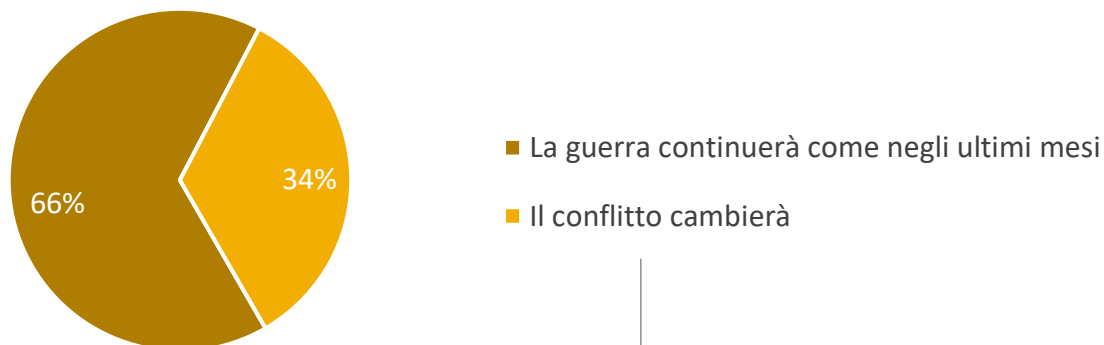 La guerra continuerà come negli ultimi mesi
66%
34%
Il conflitto cambierà